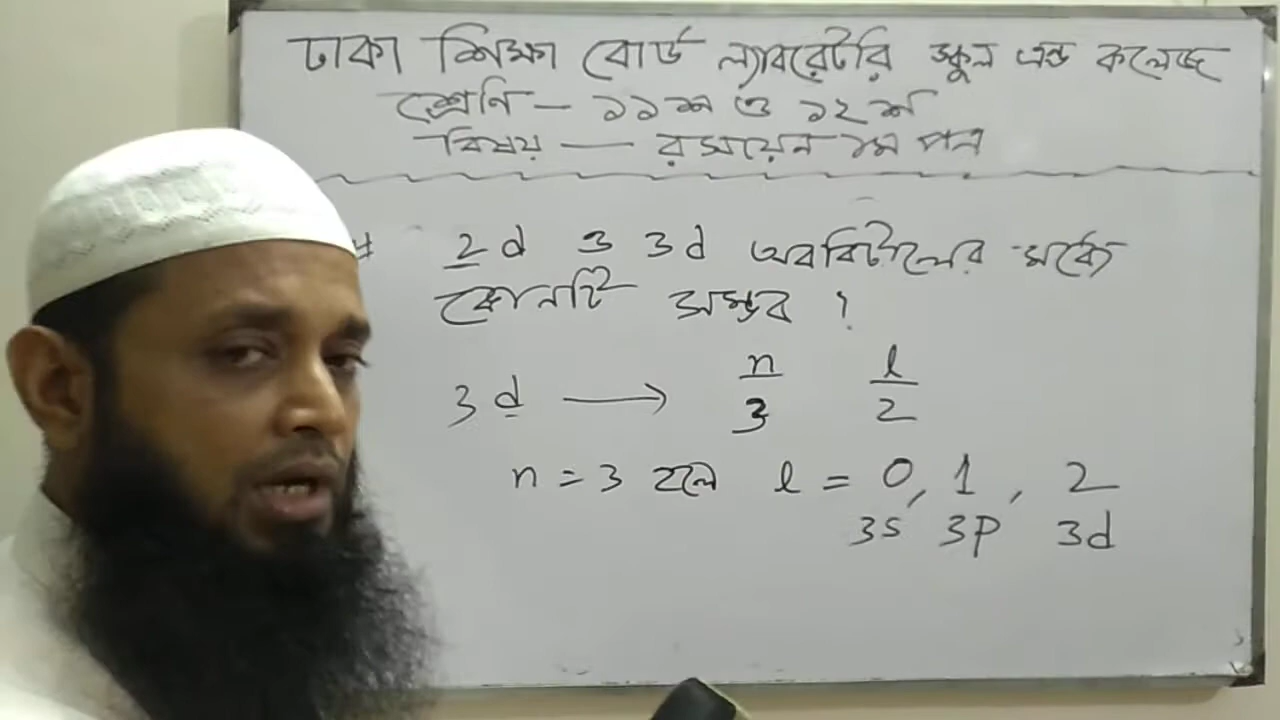 ঢাকা শিক্ষা বোর্ড ল্যাবরেটরি স্কুল এন্ড কলেজ
শ্রেণি - ১১শ ও ১২শ
বিষয় — রসায়ন ১ম পত্র
# 2d ও 3d অরবিটালের মধ্যে
কোনটি সম্ভব ?
3d → n l
3 2
n = 3 হলে l = 0, 1, 2
3s 3p 3d